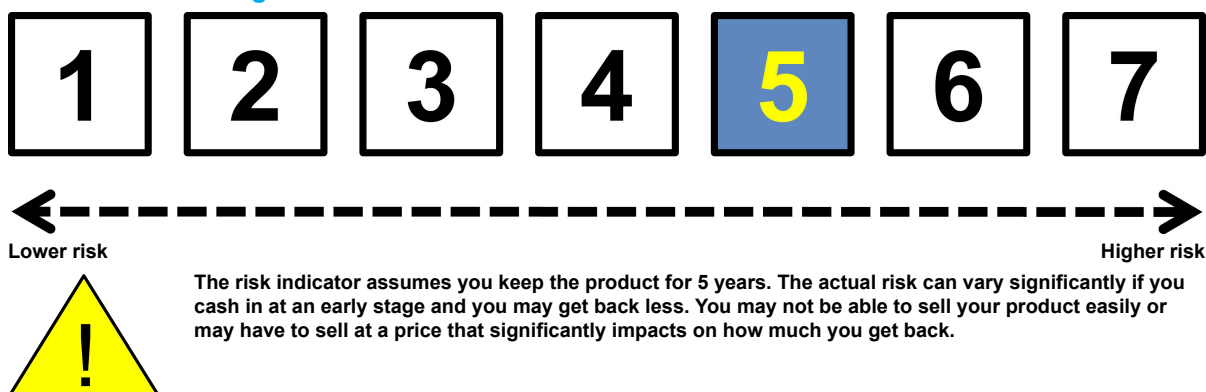 1 2 3 4 5 6 7
Lower risk Higher risk
The risk indicator assumes you keep the product for 5 years. The actual risk can vary significantly if you
cash in at an early stage and you may get back less. You may not be able to sell your product easily or
may have to sell at a price that significantly impacts on how much you get back.
!